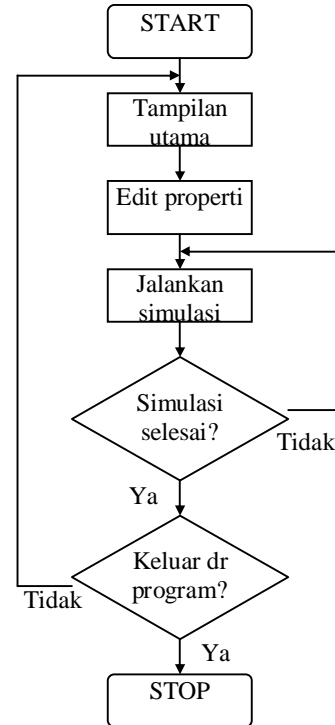 START
Tampilan
utama
Edit properti
Jalankan
simulasi
Simulasi
selesai?
Tidak
Ya
Keluar dr
program?
Tidak
Ya
STOP